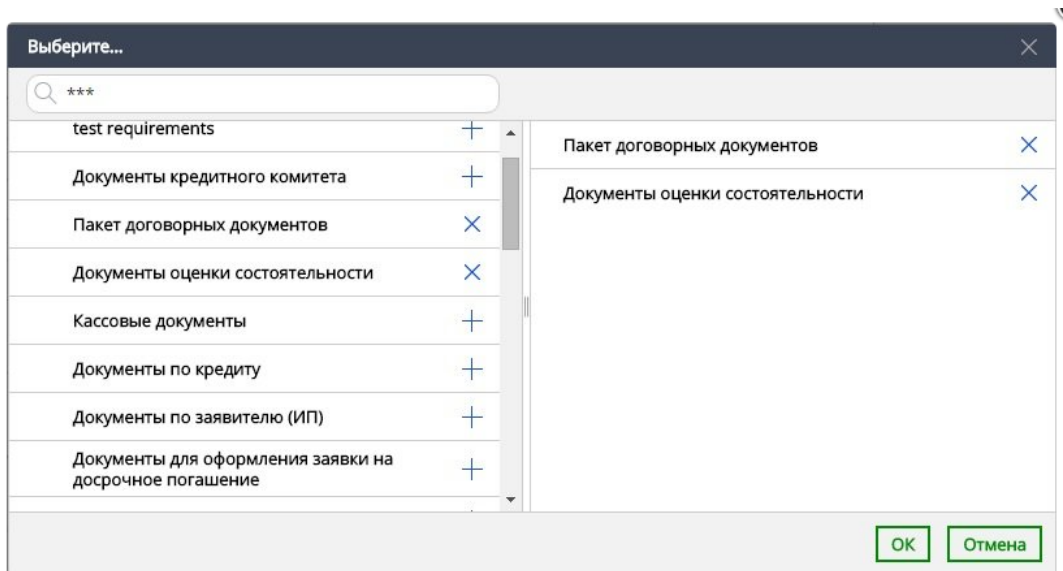 Выберите...
***
test requirements
Документы кредитного комитета
Пакет договорных документов
Документы оценки состоятельности
Кассовые документы
Документы по кредиту
Документы по заявителю (ИП)
Документы для оформления заявки на
досрочное погашение
Пакет договорных документов
Документы оценки состоятельности
ОК
Отмена